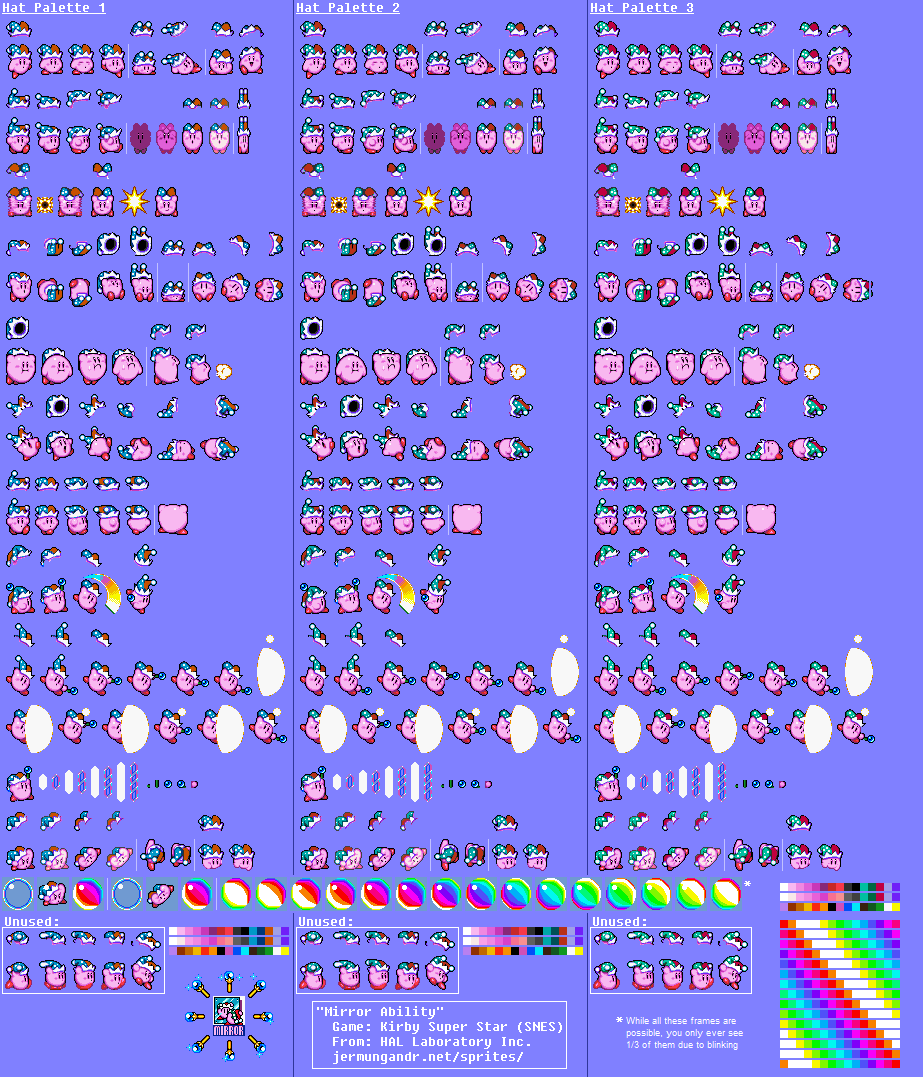 Hat Palette 1
Hat Palette 2
Hat Palette 3
*
Unused:
Unused:
Unused:
MIRROR
"Mirror Ability"
Game: Kirby Super Star (SNES)
From: HAL Laboratory Inc.
jermungandr.net/sprites/
* While all these frames are
possible, you only ever see
1/3 of them due to blinking